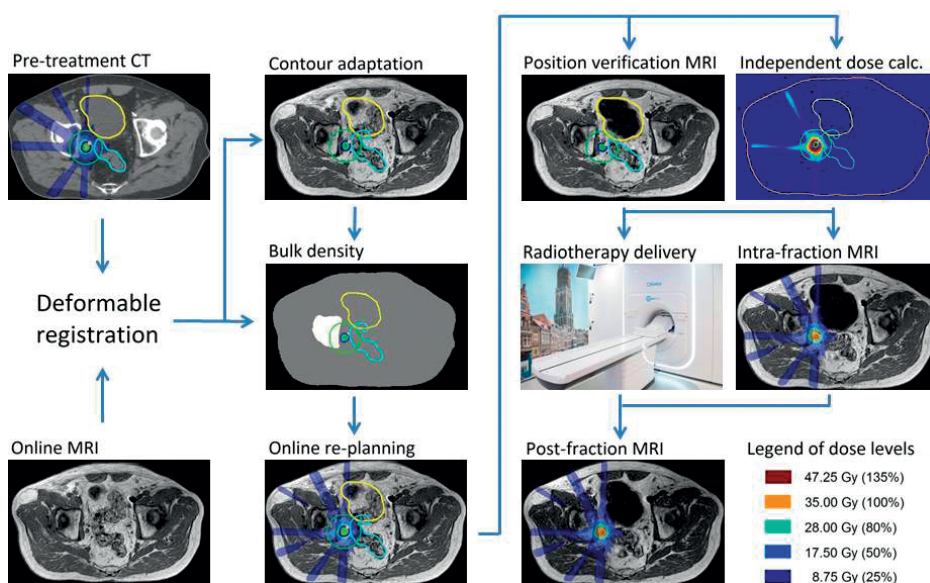 Pre-treatment CT
Contour adaptation
Position verification MRI
Independent dose calc.
Bulk density
Radiotherapy delivery
Intra-fraction MRI
Deformable
registration
Online MRI
Online re-planning
Post-fraction MRI
Legend of dose levels
47.25 Gy (135%)
35.00 Gy (100%)
28.00 Gy (80%)
17.50 Gy (50%)
8.75 Gy (25%)